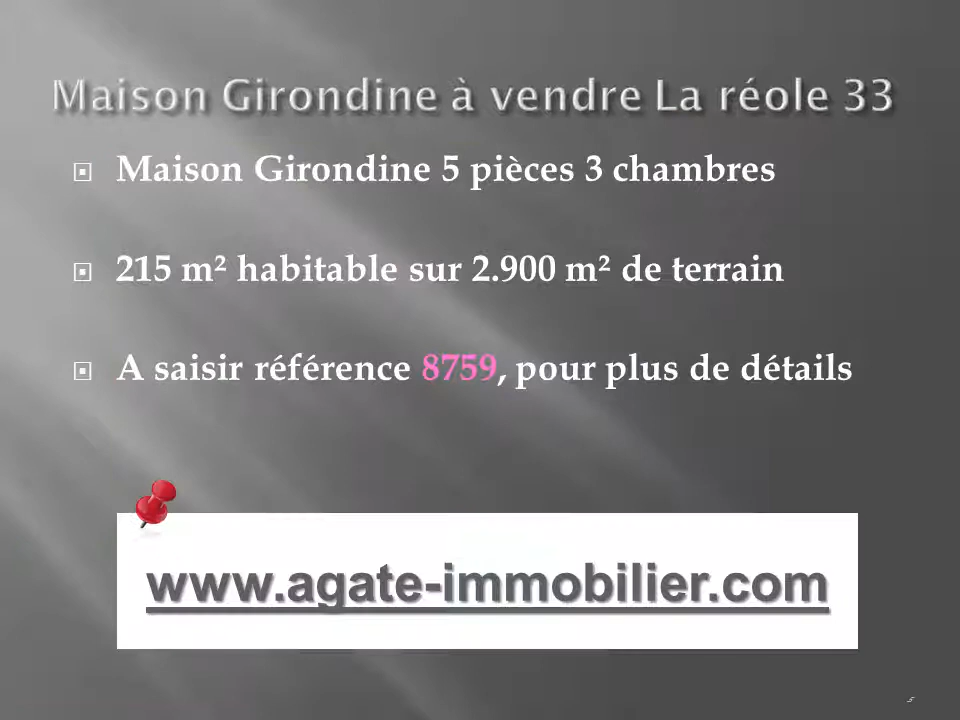 Maison Girondine à vendre La réole 33
Maison Girondine 5 pièces 3 chambres
215 m² habitable sur 2.900 m² de terrain
A saisir référence 8759, pour plus de détails
www.agate-immobilier.com
5